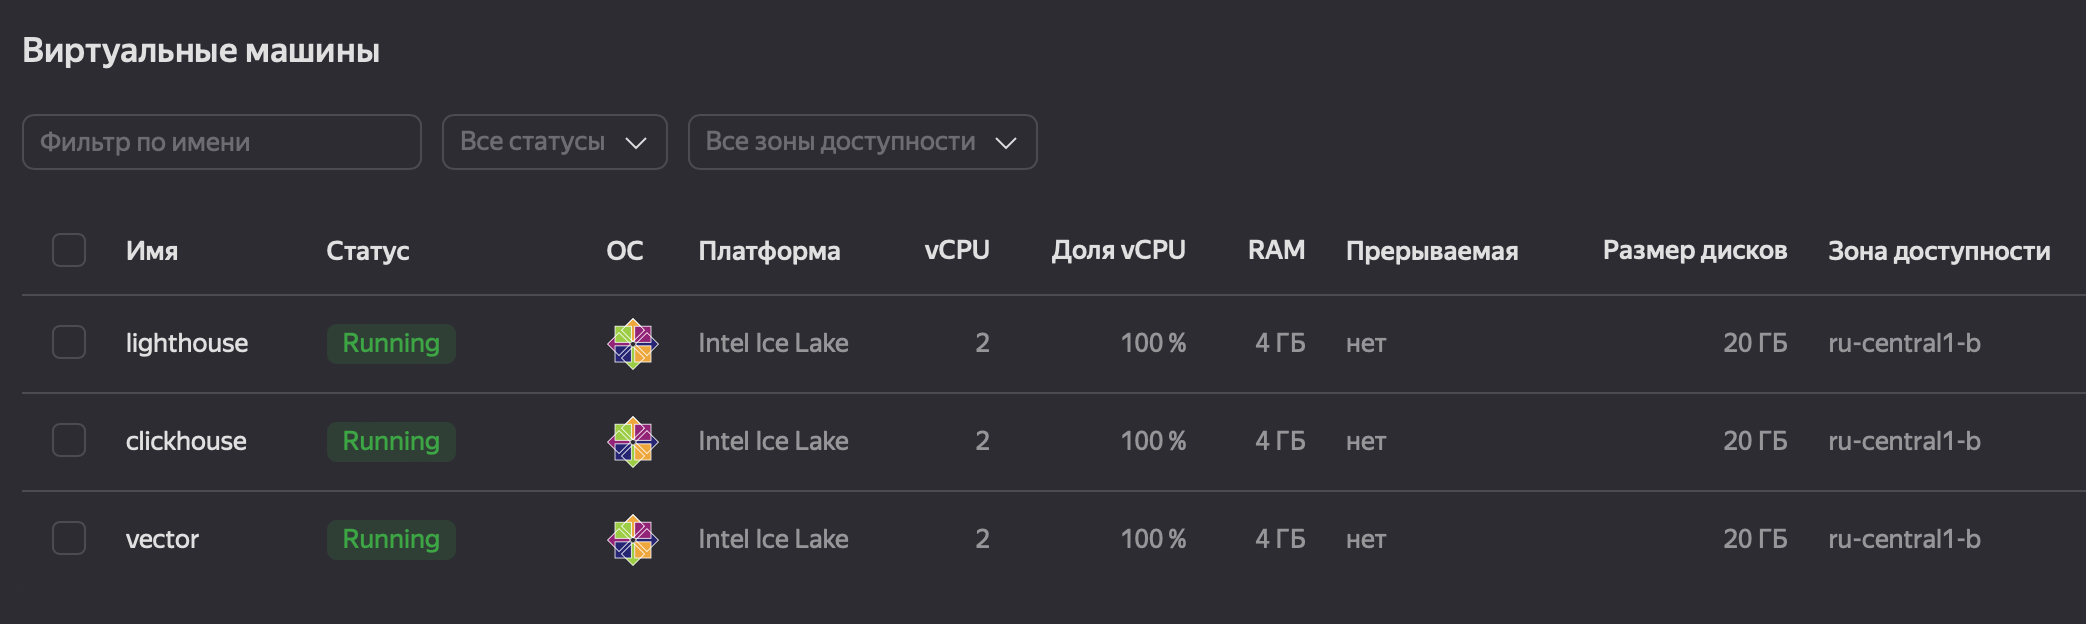 Виртуальные машины
Фильтр по имени Все статусы Все зоны доступности
Имя Статус ОС Платформа vCPU Доля vCPU RAM Прерываемая Размер дисков Зона доступности
lighthouse Running Intel Ice Lake 2 100 % 4 ГБ нет 20 ГБ ru-central1-b
clickhouse Running Intel Ice Lake 2 100 % 4 ГБ нет 20 ГБ ru-central1-b
vector Running Intel Ice Lake 2 100 % 4 ГБ нет 20 ГБ ru-central1-b